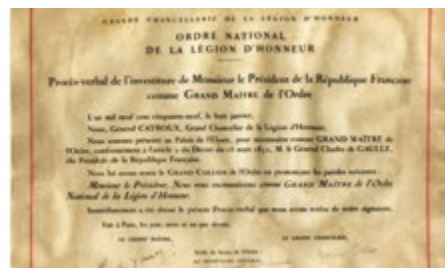 GRANDE CHANCELLERIE DE LA LÉGION D'HONNEUR
ORDRE NATIONAL
DE LA LÉGION D'HONNEUR
Procès-verbal de l'investiture de Monsieur le Président de la République Française
comme GRAND MAÎTRE de l'Ordre
L'an mil neuf cent cinquante-neuf, le huit janvier,
Nous, Général CATROUX, Grand Chancelier de la Légion d'Honneur,
Nous sommes présenté au Palais de l'Élysée, pour reconnaître comme GRAND MAÎTRE de
l'Ordre, conformément à l'article 2 du Décret du 16 mars 1852, M. le Général Charles de GAULLE,
élu Président de la République Française.
Nous lui avons remis le GRAND COLLIER de l'Ordre en prononçant les paroles suivantes :
Monsieur le Président, Nous vous reconnaissons comme GRAND MAÎTRE de l'Ordre
National de la Légion d'Honneur.
Immédiatement a été dressé le présent Procès-verbal que nous avons revêtu de notre signature.
Fait à Paris, les jour, mois et an que dessus.
LE GRAND MAÎTRE, LE GRAND CHANCELIER,